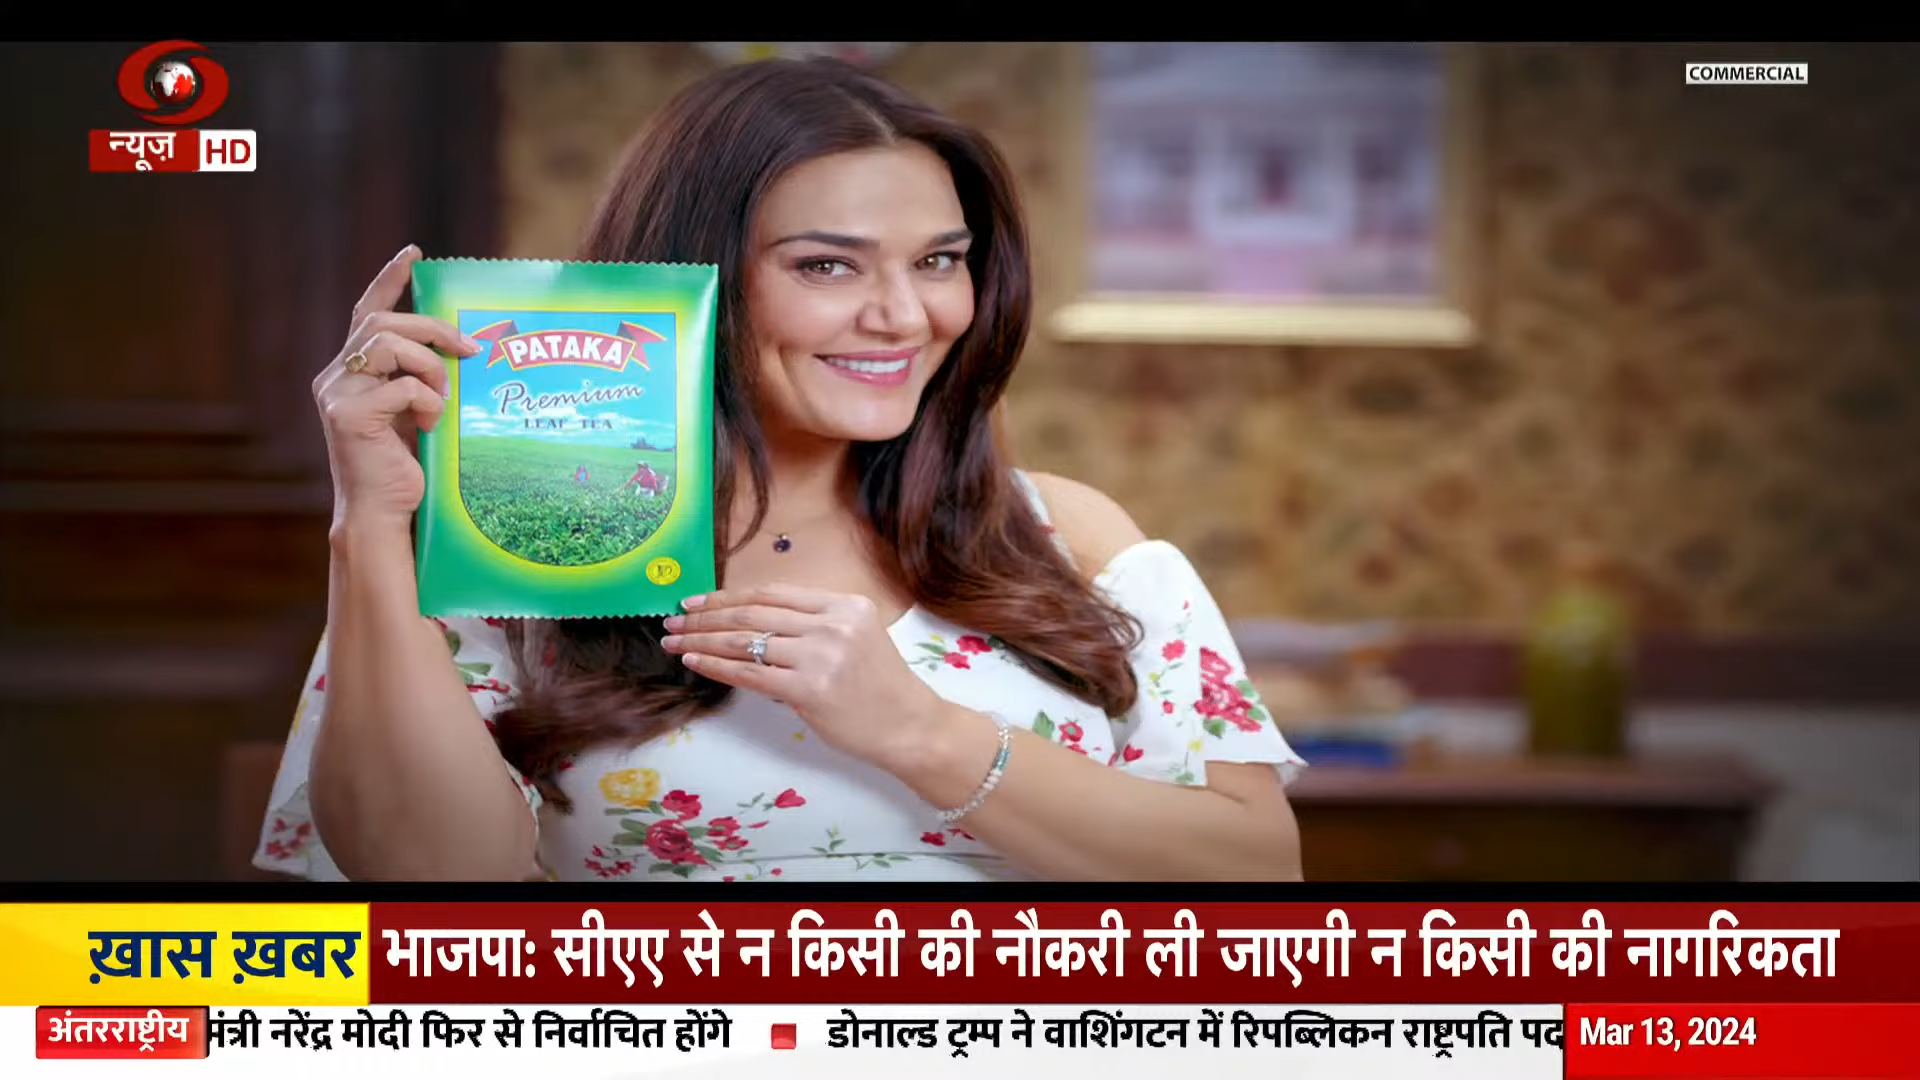 COMMERCIAL
न्यूज़ HD
PATAKA
Premium
LEAF TEA
ख़ास ख़बर
भाजपा: सीएए से न किसी की नौकरी ली जाएगी न किसी की नागरिकता
अंतरराष्ट्रीय
मंत्री नरेंद्र मोदी फिर से निर्वाचित होंगे
डोनाल्ड ट्रम्प ने वाशिंगटन में रिपब्लिकन राष्ट्रपति पद
Mar 13, 2024